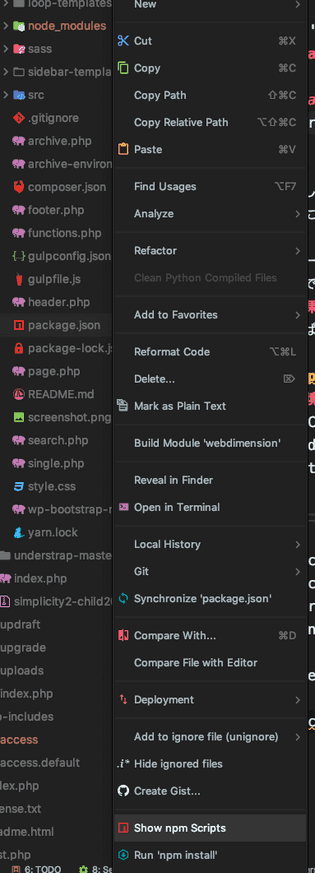 loop-templates
node_modules
sass
sidebar-templa
src
.gitignore
archive.php
archive-environ
composer.json
footer.php
functions.php
gulpconfig.json
gulpfile.js
header.php
package.json
package-lock.j
page.php
README.md
screenshot.png
search.php
single.php
style.css
wp-bootstrap-n
yarn.lock
understrap-maste
index.php
simplicity2-child20
updraft
upgrade
uploads
index.php
p-includes
access
access.default
dex.php
ense.txt
adme.html
st.php
6: TODO
8: Se
New
Cut ⌘X
Copy ⌘C
Copy Path ⇧⌘C
Copy Relative Path ⌥⇧⌘C
Paste ⌘V
Find Usages ⌥F7
Analyze
Refactor
Clean Python Compiled Files
Add to Favorites
Reformat Code ⌥⌘L
Delete... ⌦
Mark as Plain Text
Build Module 'webdimension'
Reveal in Finder
Open in Terminal
Local History
Git
Synchronize 'package.json'
Compare With... ⌘D
Compare File with Editor
Deployment
Add to ignore file (unignore)
Hide ignored files
Create Gist...
Show npm Scripts
Run 'npm install'